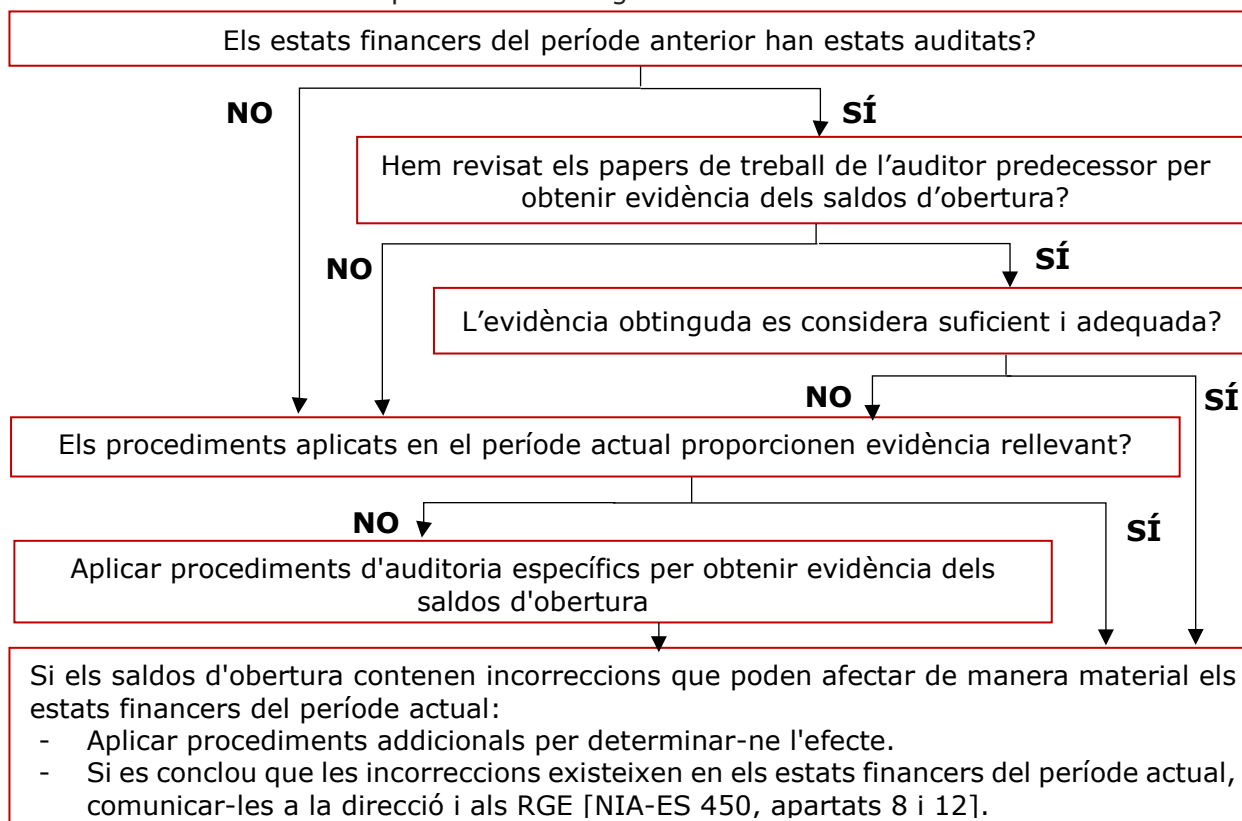 Els estats financers del període anterior han estats auditats?
NO
SÍ
Hem revisat els papers de treball de l'auditor predecessor per
obtenir evidència dels saldos d'obertura?
NO
SÍ
L'evidència obtinguda es considera suficient i adequada?
NO
SÍ
Els procediments aplicats en el període actual proporcionen evidència rellevant?
NO
SÍ
Aplicar procediments d'auditoria específics per obtenir evidència dels
saldos d'obertura
Si els saldos d'obertura contenen incorreccions que poden afectar de manera material els
estats financers del període actual:
- Aplicar procediments addicionals per determinar-ne l'efecte.
- Si es conclou que les incorreccions existeixen en els estats financers del període actual,
comunicar-les a la direcció i als RGE [NIA-ES 450, apartats 8 i 12].